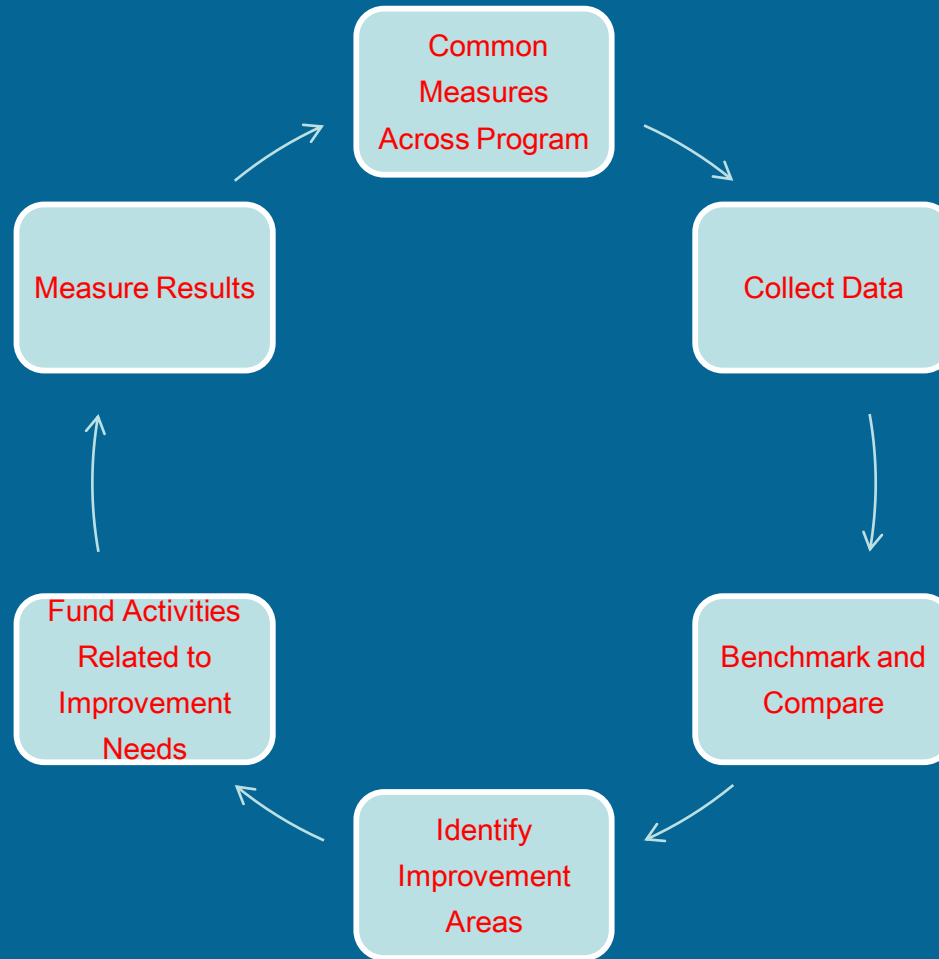 Common
Measures
Across Program
Collect Data
Benchmark and
Compare
Identify
Improvement
Areas
Fund Activities
Related to
Improvement
Needs
Measure Results